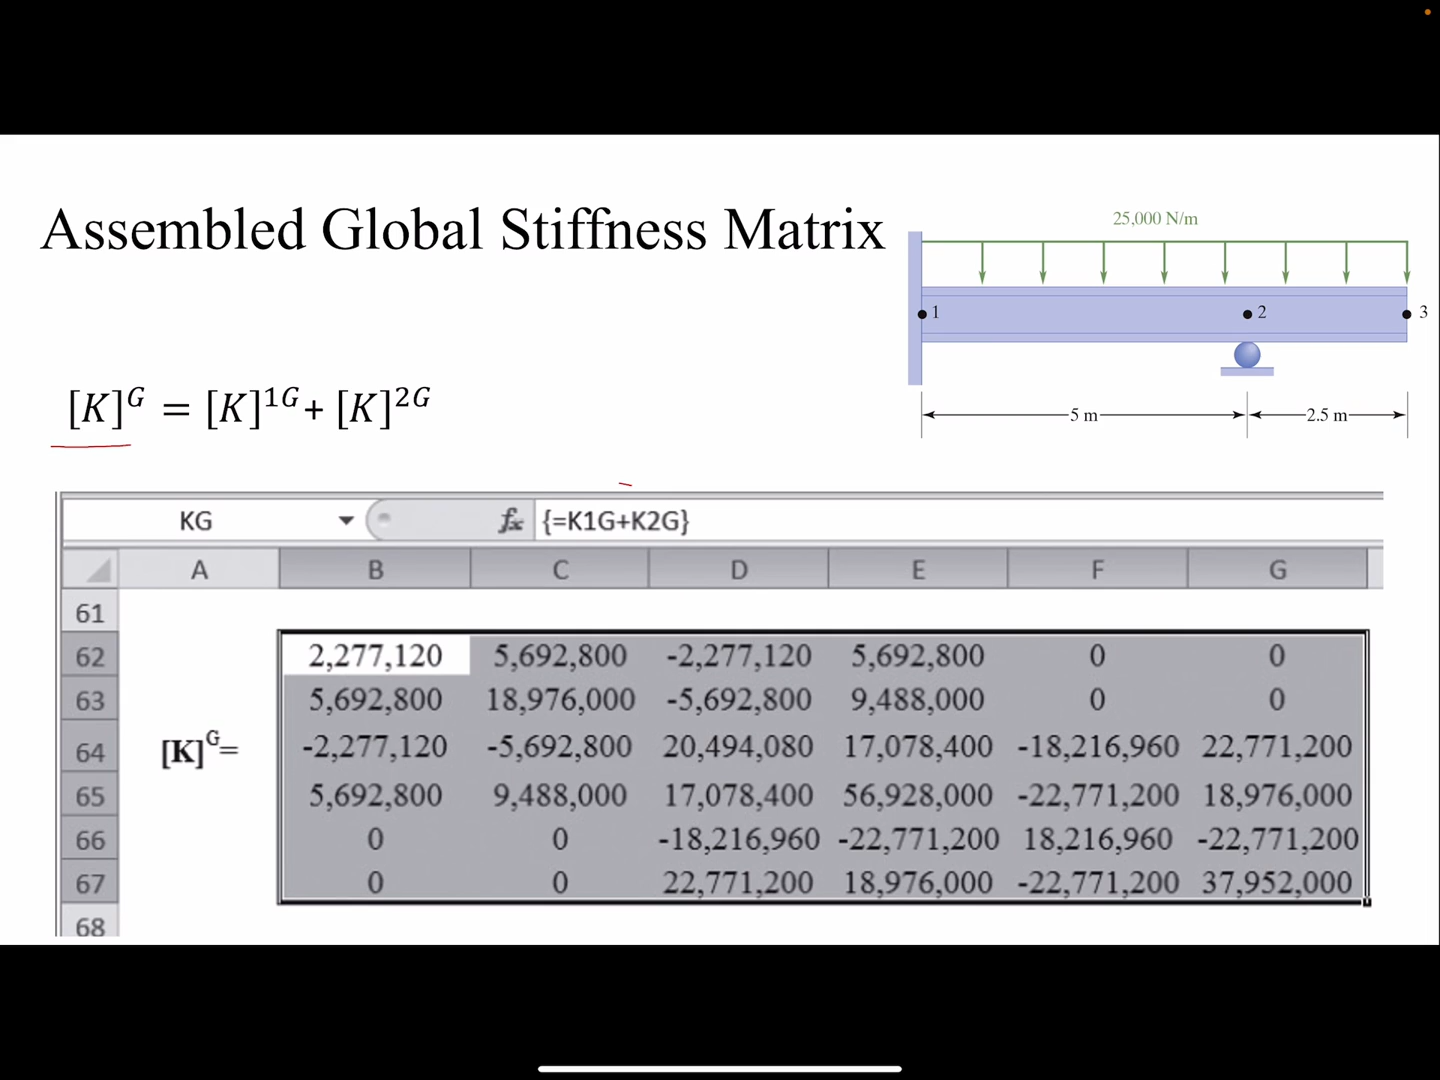 Assembled Global Stiffness Matrix
25,000 N/m
1
2
3
5 m
2.5 m
[K]^G = [K]^1G + [K]^2G
KG fx {=K1G+K2G}
A B C D E F G
61
62 2,277,120 5,692,800 -2,277,120 5,692,800 0 0
63 5,692,800 18,976,000 -5,692,800 9,488,000 0 0
64 [K]^G= -2,277,120 -5,692,800 20,494,080 17,078,400 -18,216,960 22,771,200
65 5,692,800 9,488,000 17,078,400 56,928,000 -22,771,200 18,976,000
66 0 0 -18,216,960 -22,771,200 18,216,960 -22,771,200
67 0 0 22,771,200 18,976,000 -22,771,200 37,952,000
68